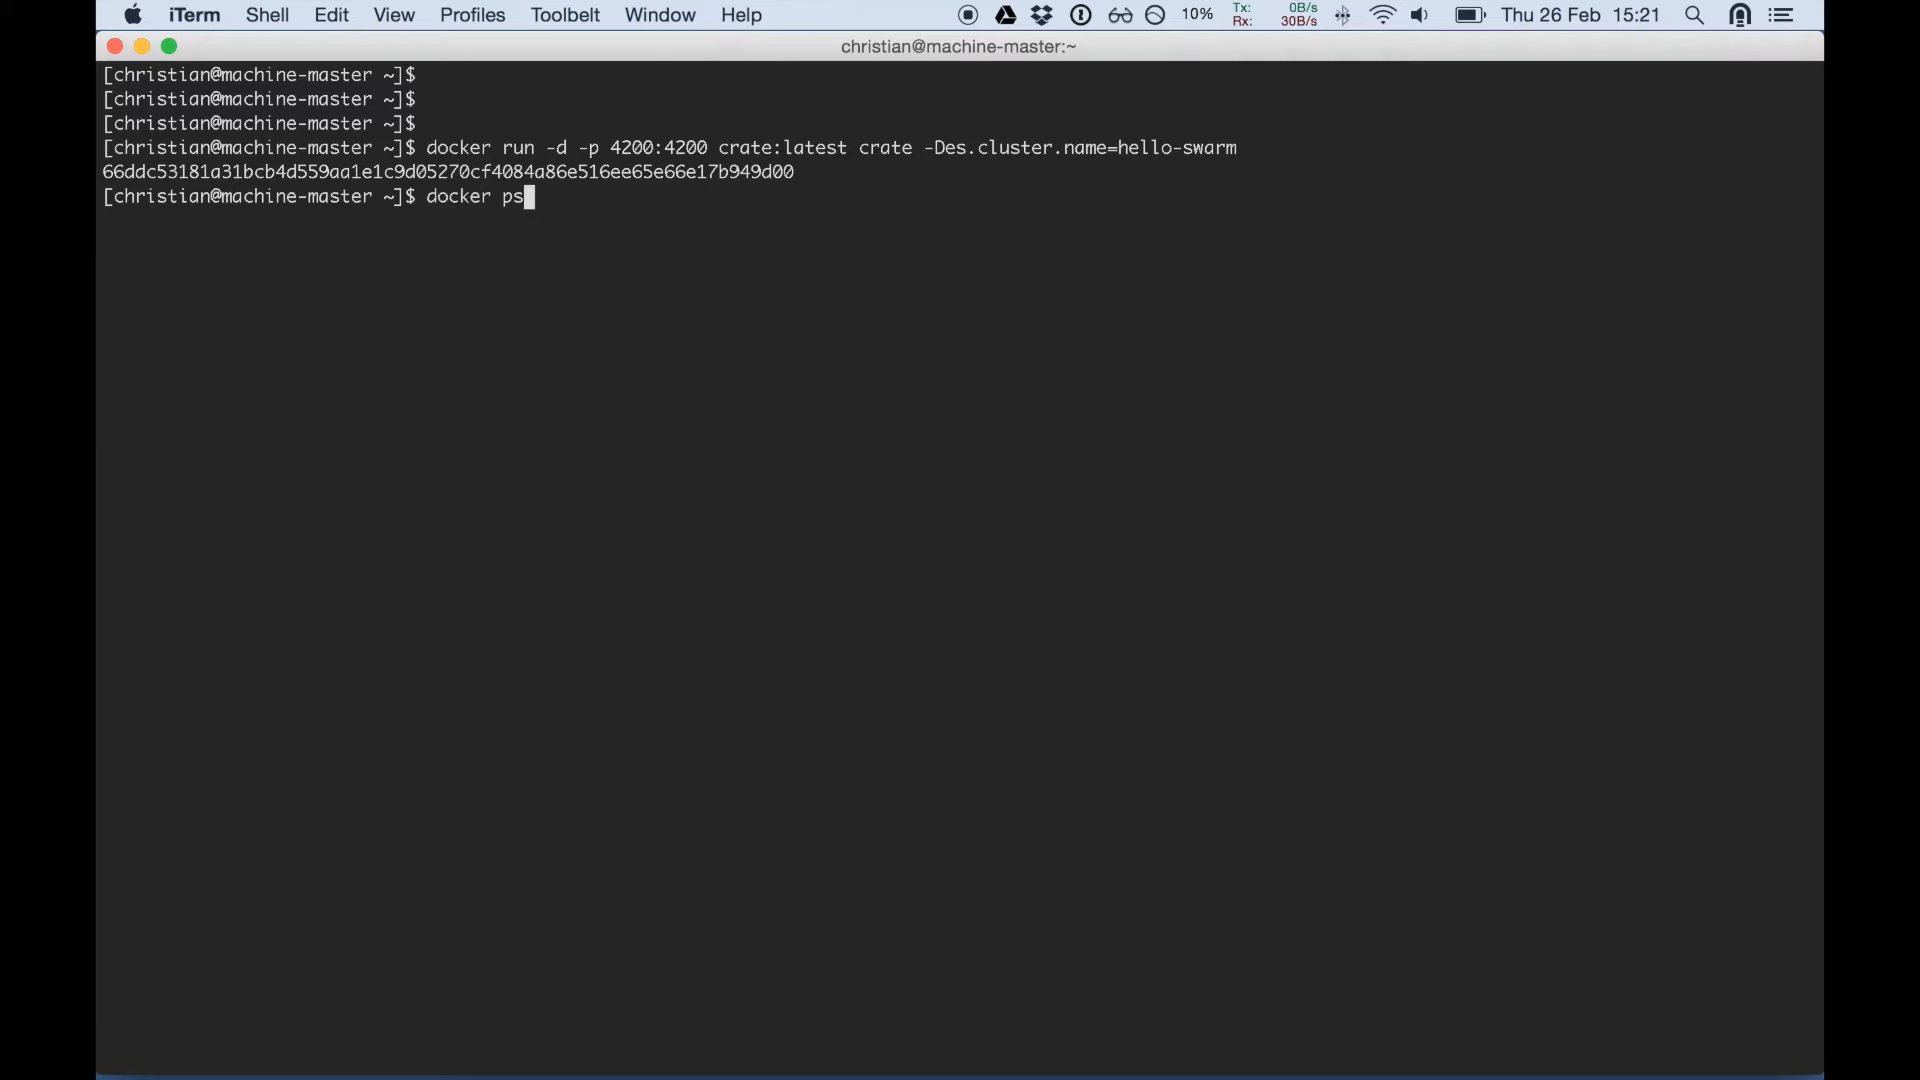 iTerm Shell Edit View Profiles Toolbelt Window Help 10% Tx: 0B/s Rx: 30B/s Thu 26 Feb 15:21
christian@machine-master:~
[christian@machine-master ~]$
[christian@machine-master ~]$
[christian@machine-master ~]$
[christian@machine-master ~]$ docker run -d -p 4200:4200 crate:latest crate -Des.cluster.name=hello-swarm
66ddc53181a31bcb4d559aa1e1c9d05270cf4084a86e516ee65e66e17b949d00
[christian@machine-master ~]$ docker ps